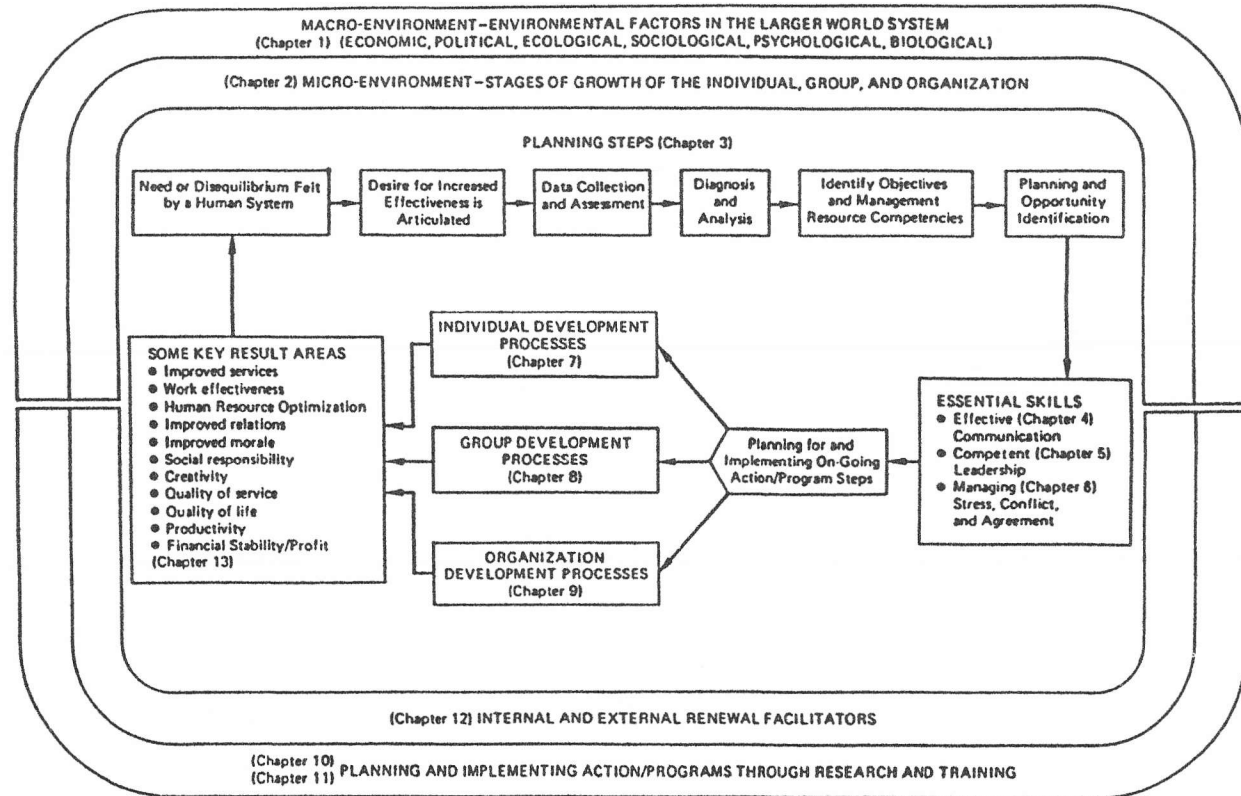 MACRO-ENVIRONMENT–ENVIRONMENTAL FACTORS IN THE LARGER WORLD SYSTEM
(Chapter 1) (ECONOMIC, POLITICAL, ECOLOGICAL, SOCIOLOGICAL, PSYCHOLOGICAL, BIOLOGICAL)
(Chapter 2) MICRO-ENVIRONMENT–STAGES OF GROWTH OF THE INDIVIDUAL, GROUP, AND ORGANIZATION
PLANNING STEPS (Chapter 3)
Need or Disequilibrium Felt
by a Human System
Desire for Increased
Effectiveness is
Articulated
Data Collection
and Assessment
Diagnosis
and
Analysis
Identify Objectives
and Management
Resource Competencies
Planning and
Opportunity
Identification
SOME KEY RESULT AREAS
● Improved services
● Work effectiveness
● Human Resource Optimization
● Improved relations
● Improved morale
● Social responsibility
● Creativity
● Quality of service
● Quality of life
● Productivity
● Financial Stability/Profit
(Chapter 13)
INDIVIDUAL DEVELOPMENT
PROCESSES
(Chapter 7)
GROUP DEVELOPMENT
PROCESSES
(Chapter 8)
ORGANIZATION
DEVELOPMENT PROCESSES
(Chapter 9)
Planning for and
Implementing On-Going
Action/Program Steps
ESSENTIAL SKILLS
● Effective (Chapter 4)
Communication
● Competent (Chapter 5)
Leadership
● Managing (Chapter 6)
Stress, Conflict,
and Agreement
(Chapter 12) INTERNAL AND EXTERNAL RENEWAL FACILITATORS
(Chapter 10)
(Chapter 11) PLANNING AND IMPLEMENTING ACTION/PROGRAMS THROUGH RESEARCH AND TRAINING